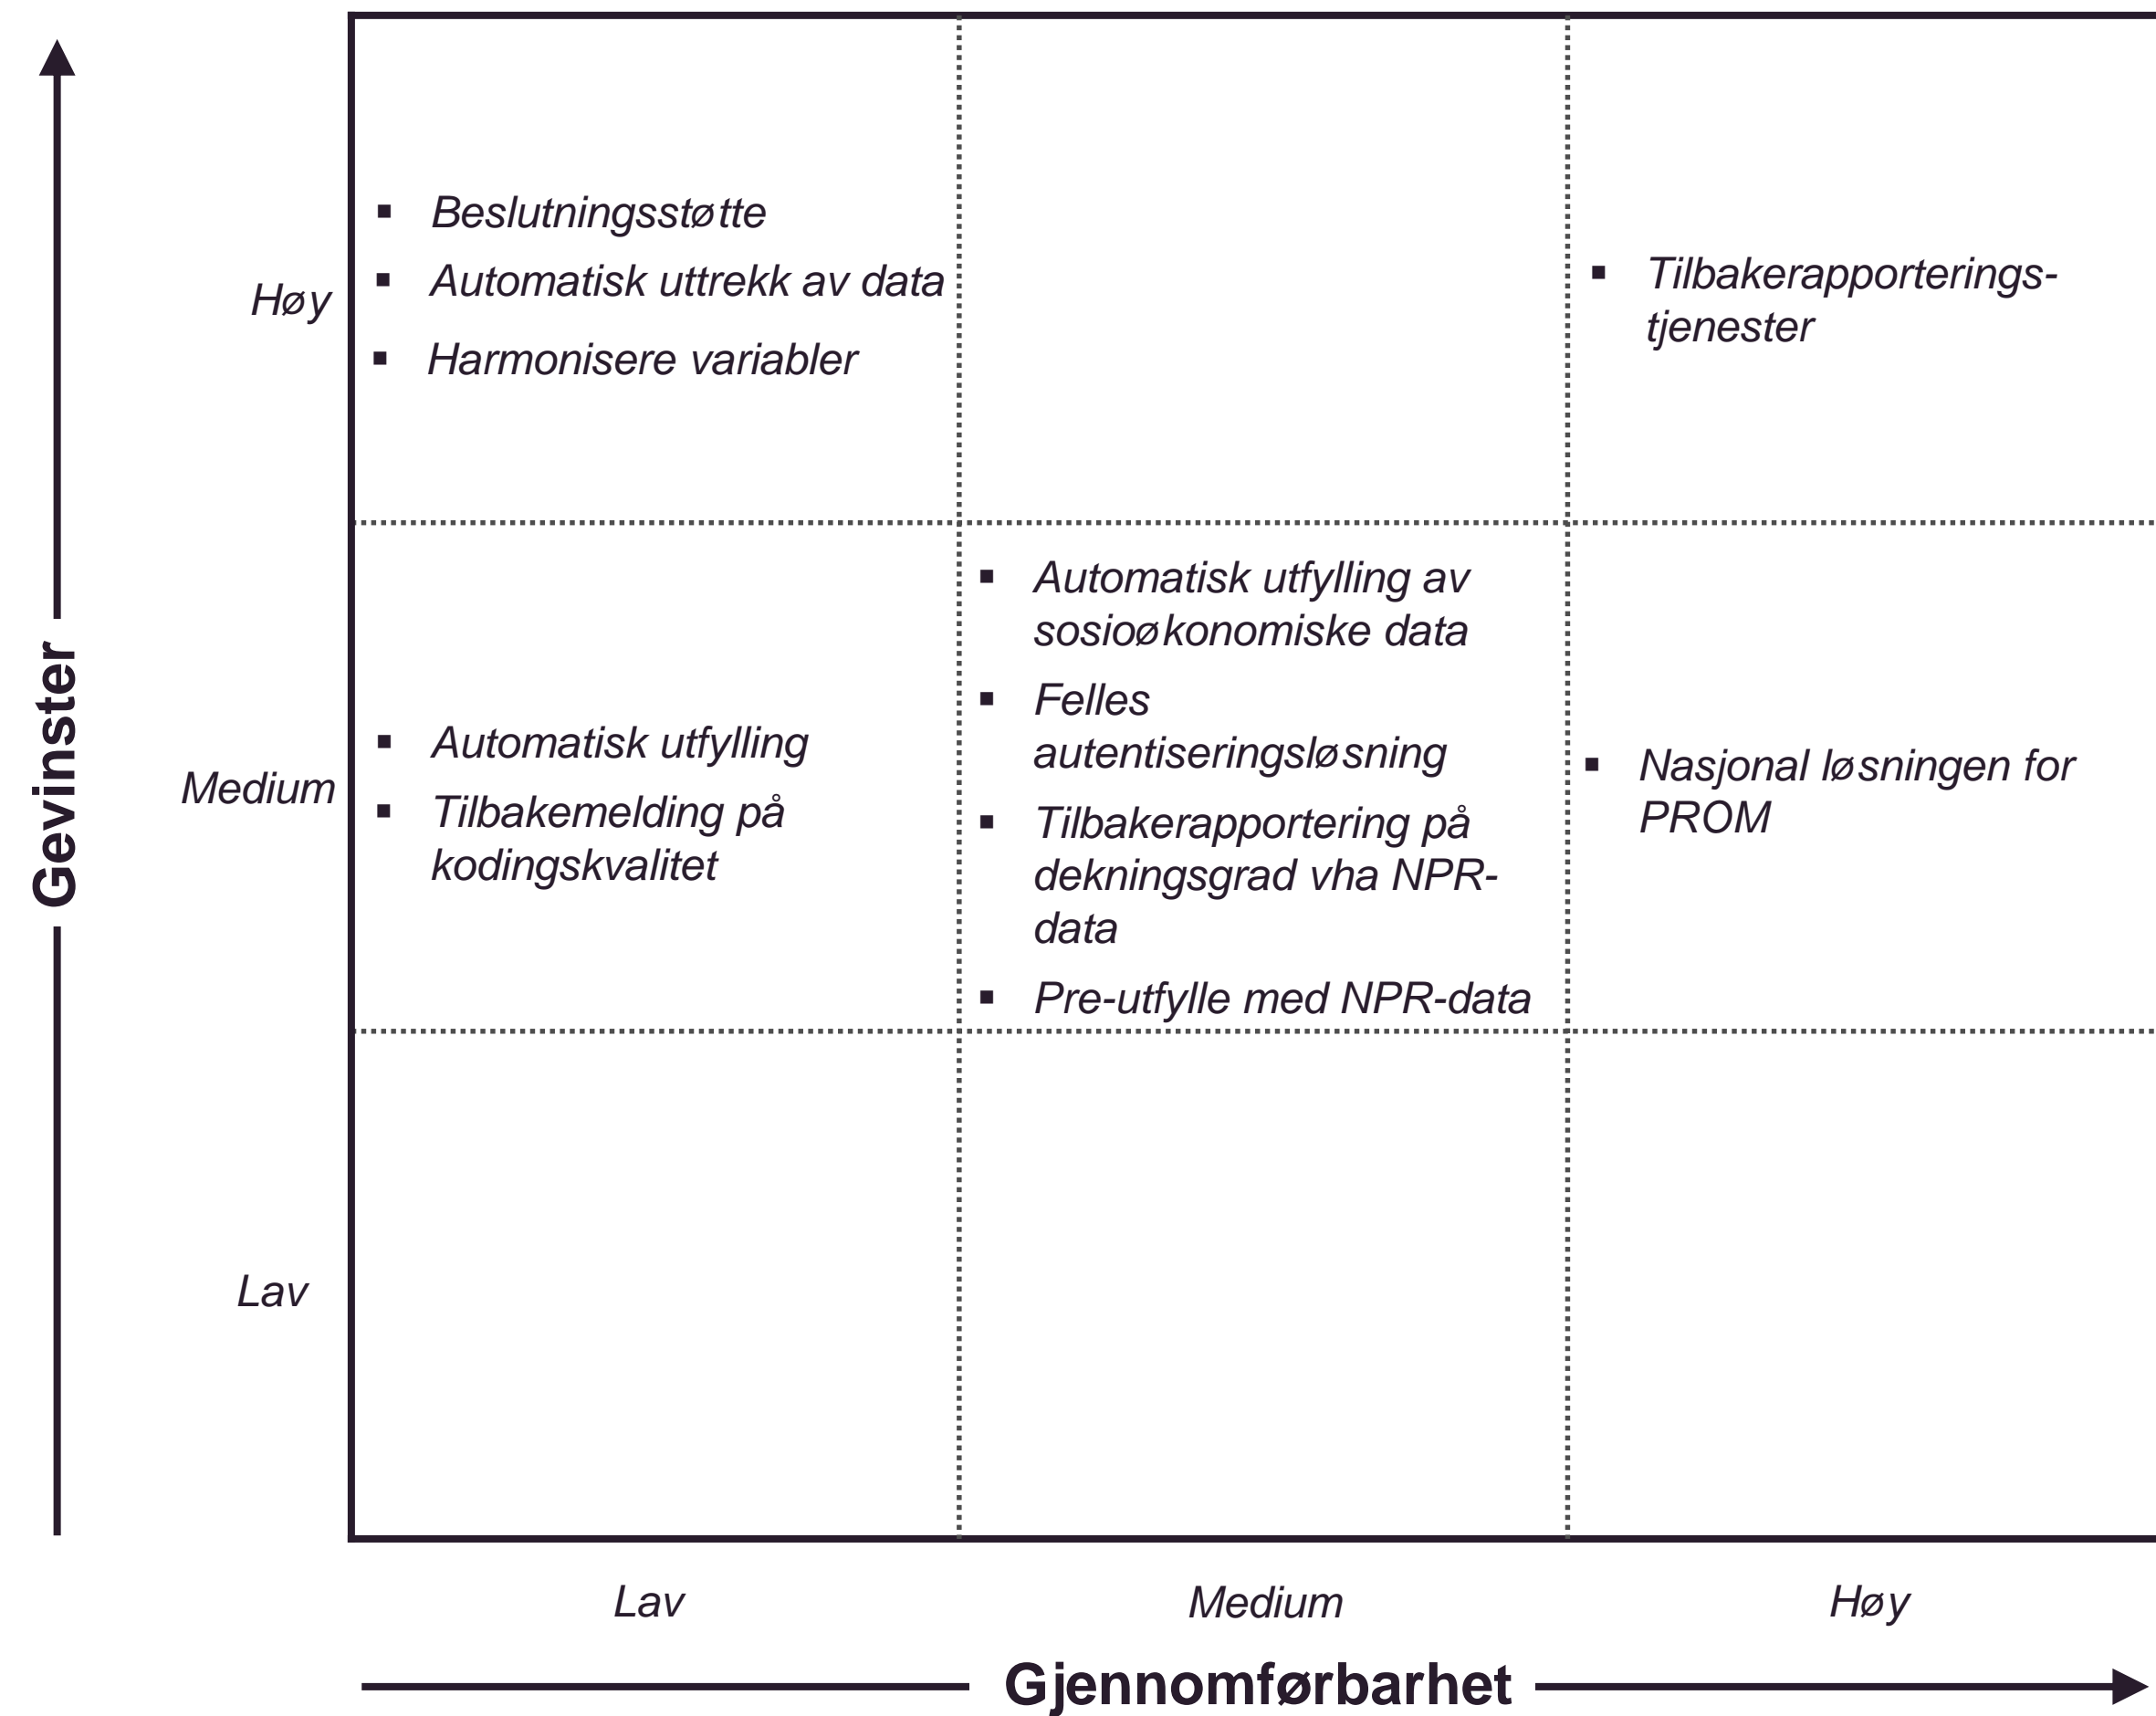 Gevinster
Høy
Beslutningsstøtte
Automatisk uttrekk av data
Harmonisere variabler
Tilbakerapporterings-
tjenester
Medium
Automatisk utfylling
Tilbakemelding på
kodingskvalitet
Automatisk utfylling av
sosioøkonomiske data
Felles
autentiseringsløsning
Tilbakerapportering på
dekningsgrad vha NPR-
data
Pre-utfylle med NPR-data
Nasjonal løsningen for
PROM
Lav
Lav
Medium
Høy
Gjennomførbarhet